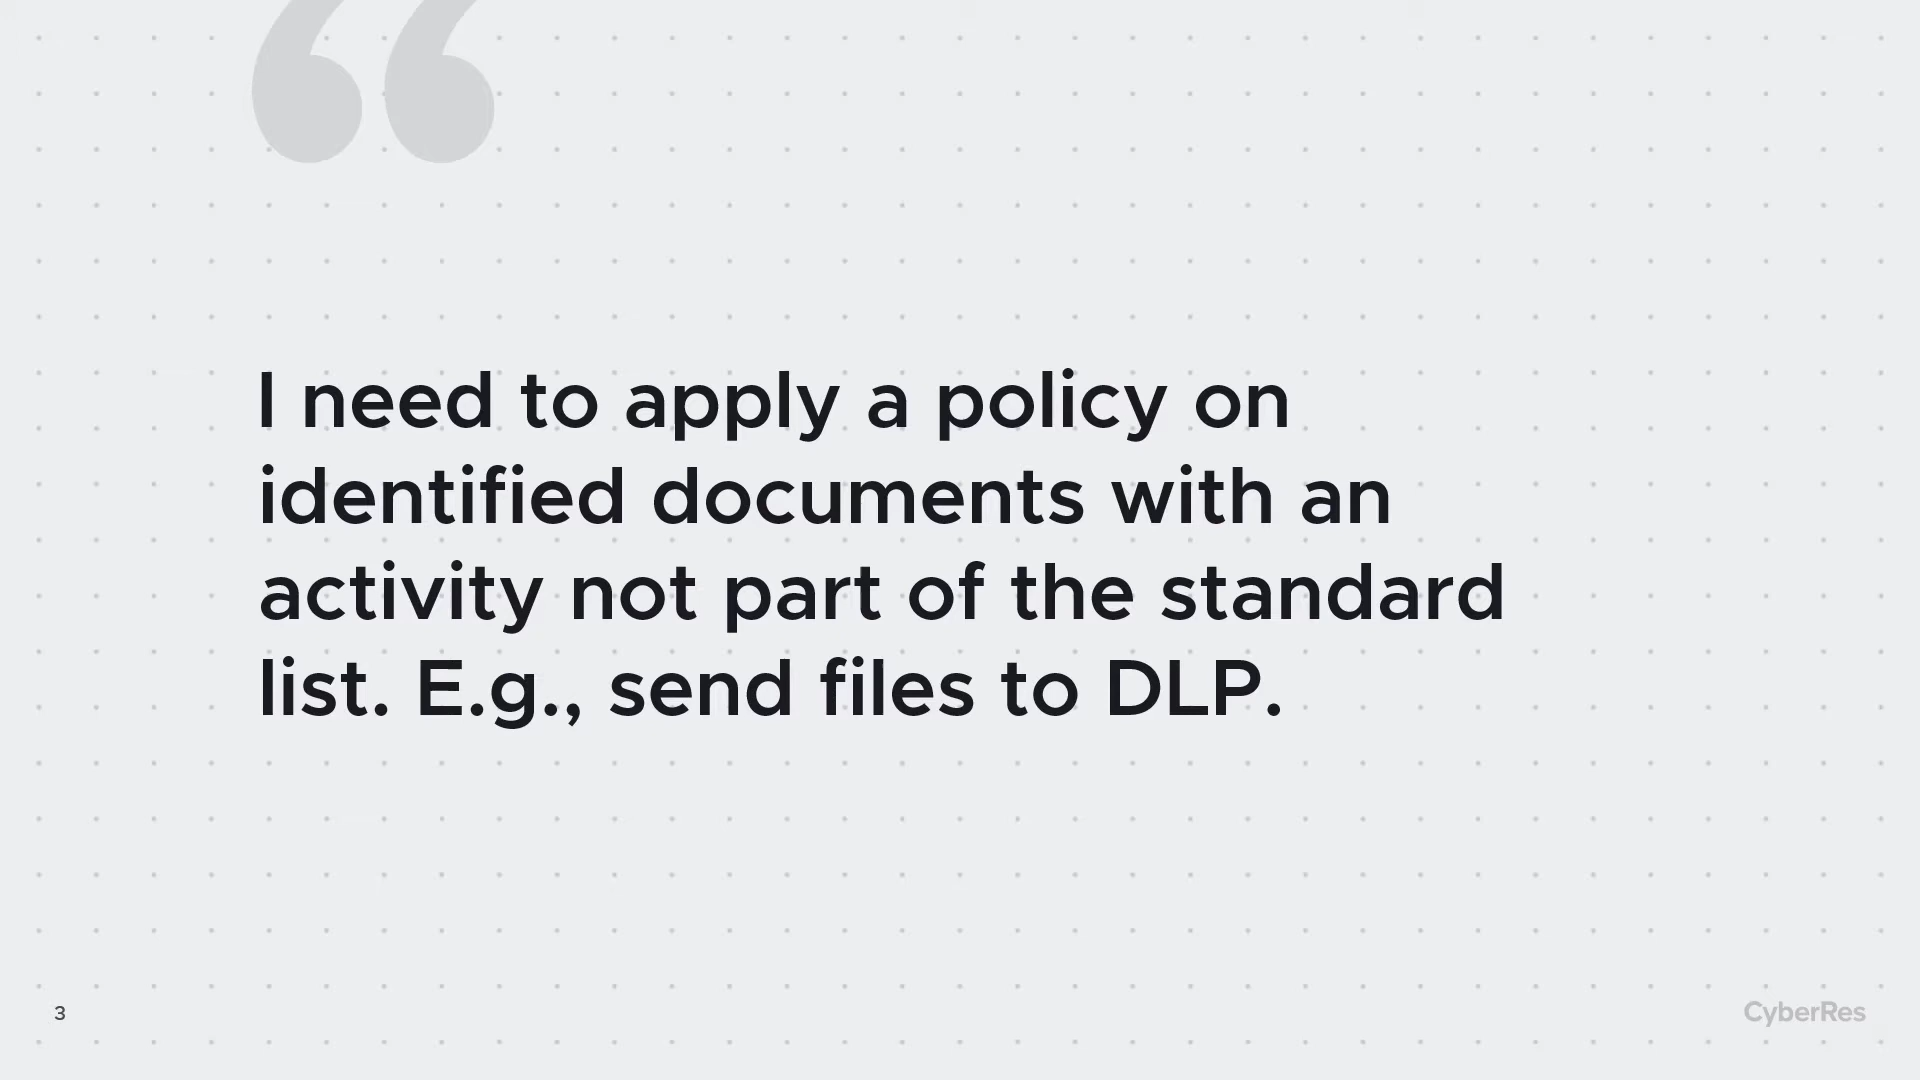 I need to apply a policy on
identified documents with an
activity not part of the standard
list. E.g., send files to DLP.
3
CyberRes